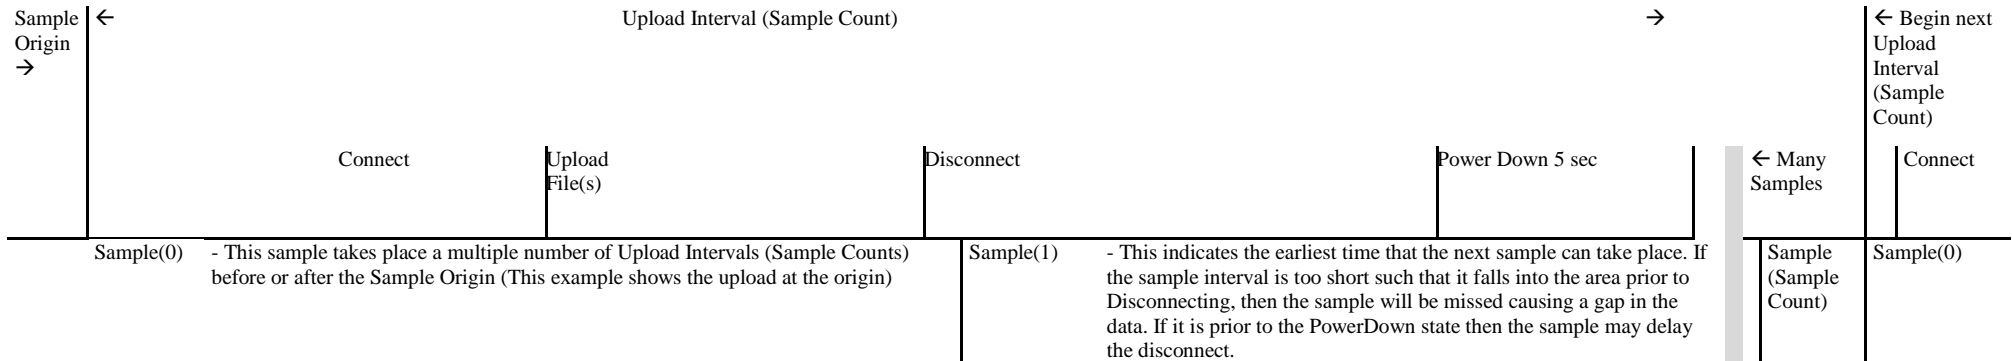 Sample
Origin
→
← Upload Interval (Sample Count) →
← Begin next
Upload
Interval
(Sample
Count)
Connect
Upload
File(s)
Disconnect
Power Down 5 sec
← Many
Samples
Connect
Sample(0)
- This sample takes place a multiple number of Upload Intervals (Sample Counts)
before or after the Sample Origin (This example shows the upload at the origin)
Sample(1)
- This indicates the earliest time that the next sample can take place. If
the sample interval is too short such that it falls into the area prior to
Disconnecting, then the sample will be missed causing a gap in the
data. If it is prior to the PowerDown state then the sample may delay
the disconnect.
Sample
(Sample
Count)
Sample(0)